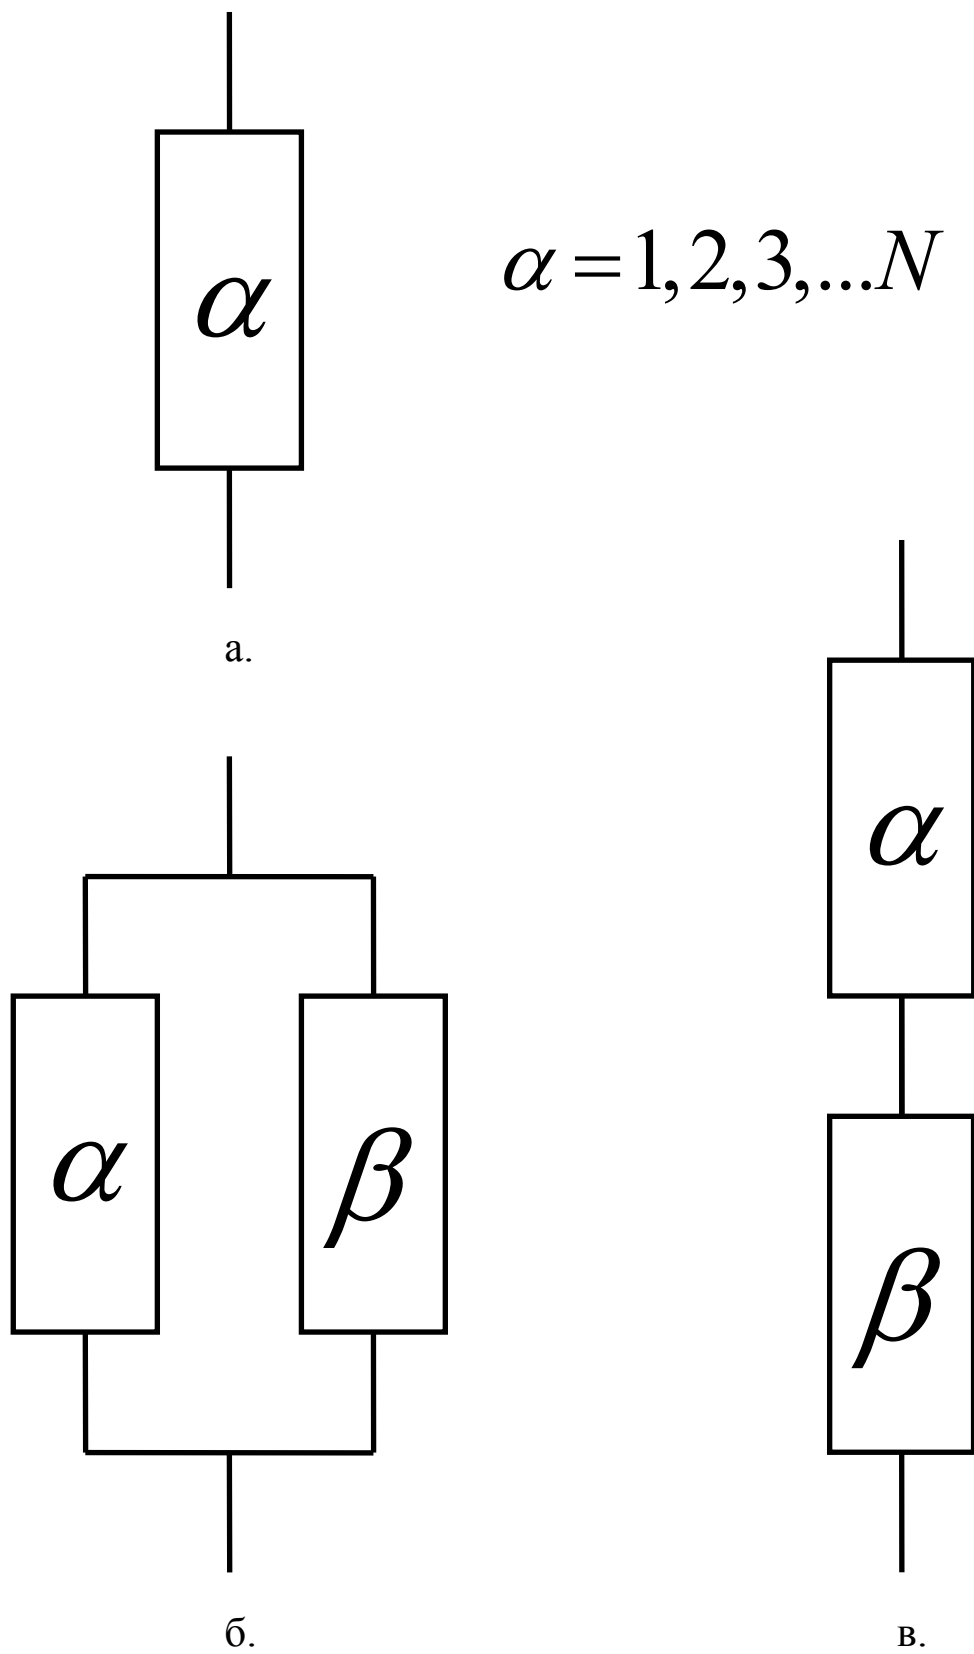 α
α = 1,2,3,...N
а.
α
α
β
β
б.
в.